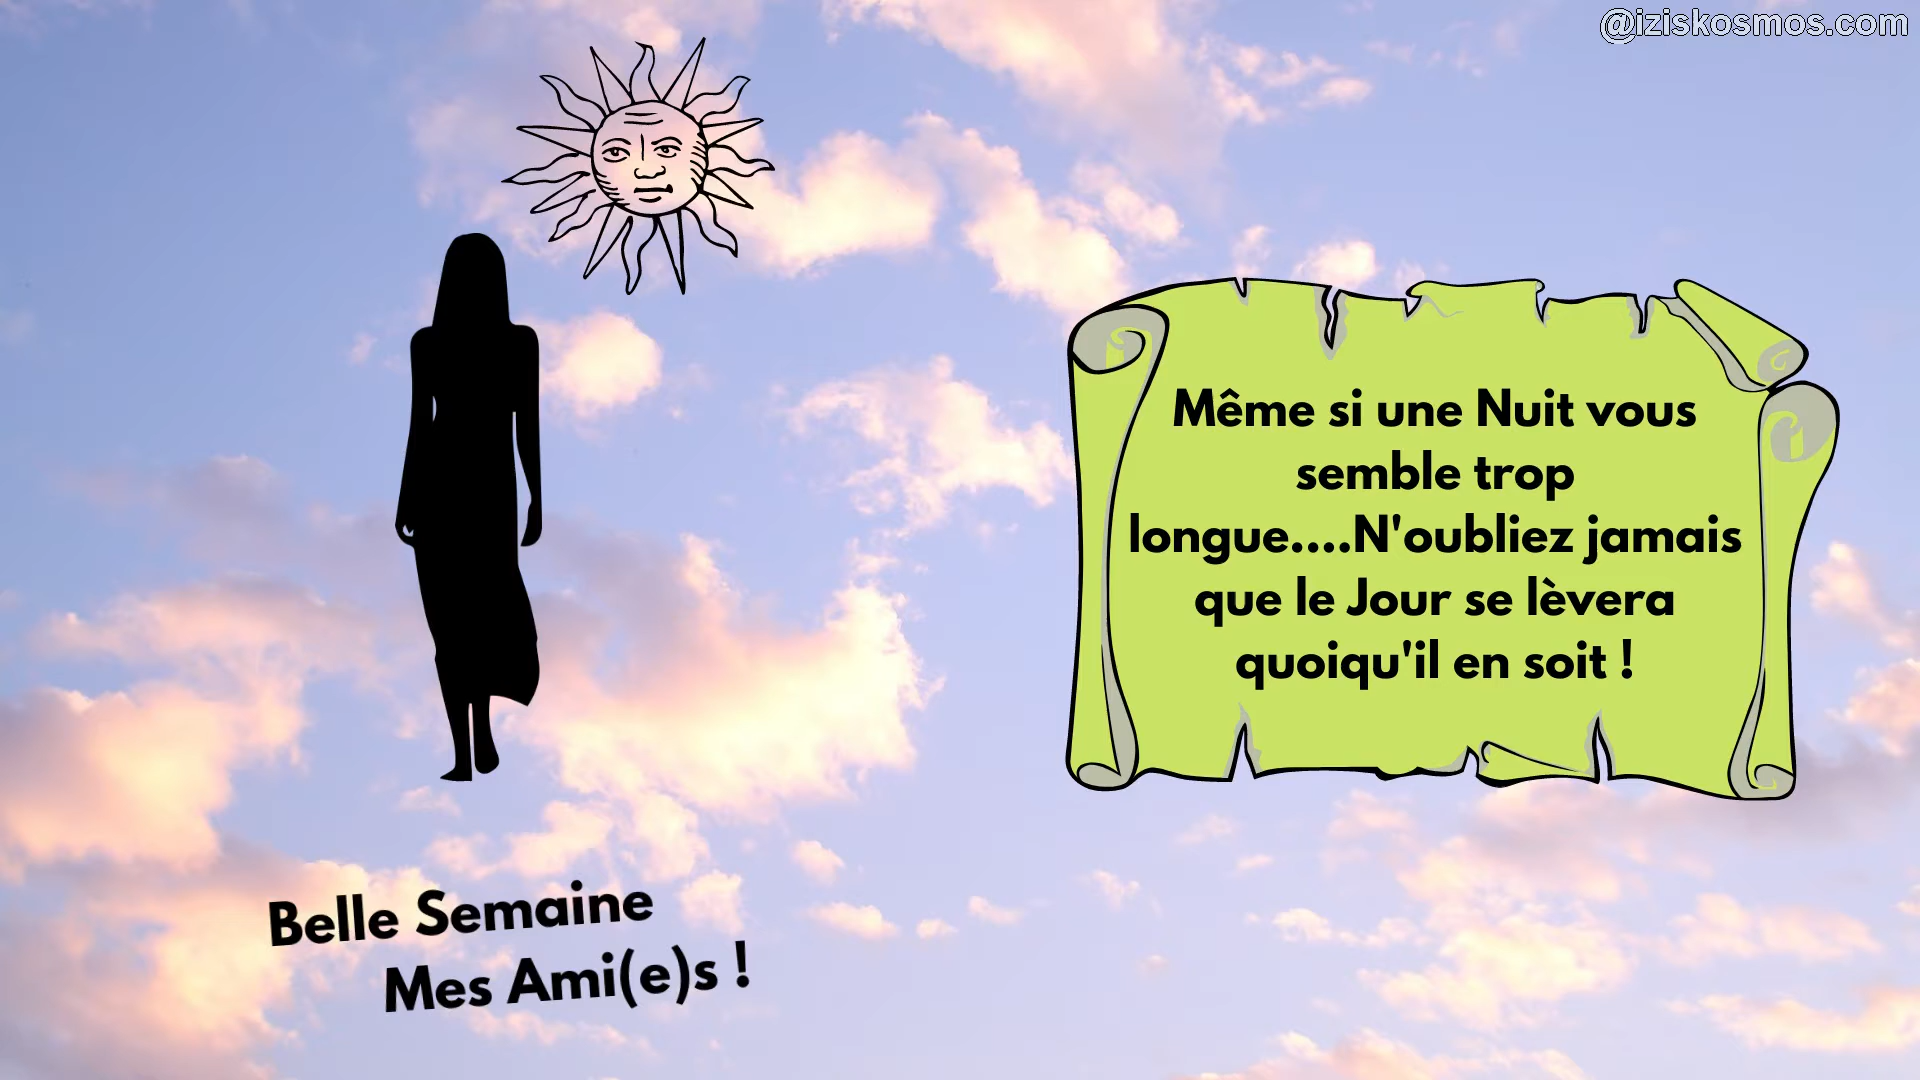 @iziskosmos.com
Même si une Nuit vous
semble trop
longue....N'oubliez jamais
que le Jour se lèvera
quoiqu'il en soit !
Belle Semaine
Mes Ami(e)s !